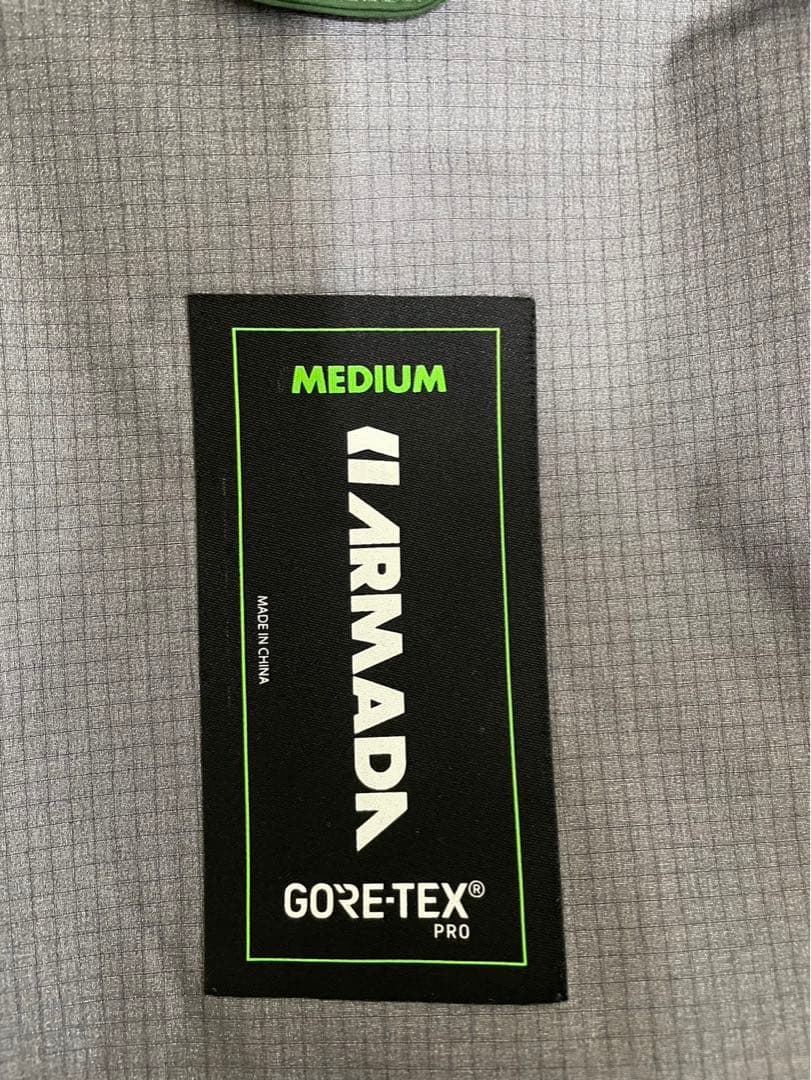 MEDIUM
ARMADA
MADE IN CHINA
GORE-TEX®
PRO